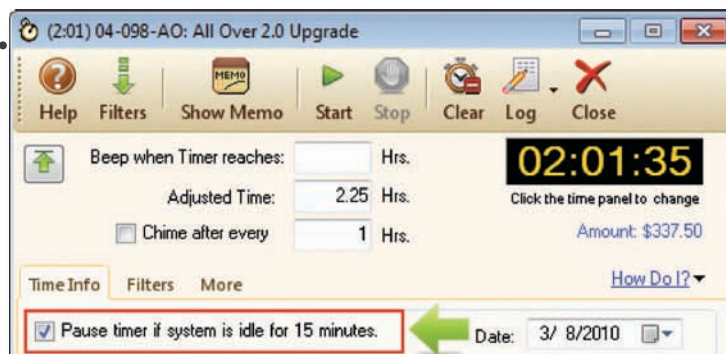 (2:01) 04-098-AO: All Over 2.0 Upgrade
MEMO
Help Filters Show Memo Start Stop Clear Log Close
Beep when Timer reaches: Hrs.
02:01:35
Adjusted Time: 2.25 Hrs.
Click the time panel to change
Chime after every 1 Hrs.
Amount: $337.50
Time Info Filters More
How Do I?
Pause timer if system is idle for 15 minutes.
Date: 3/ 8/2010